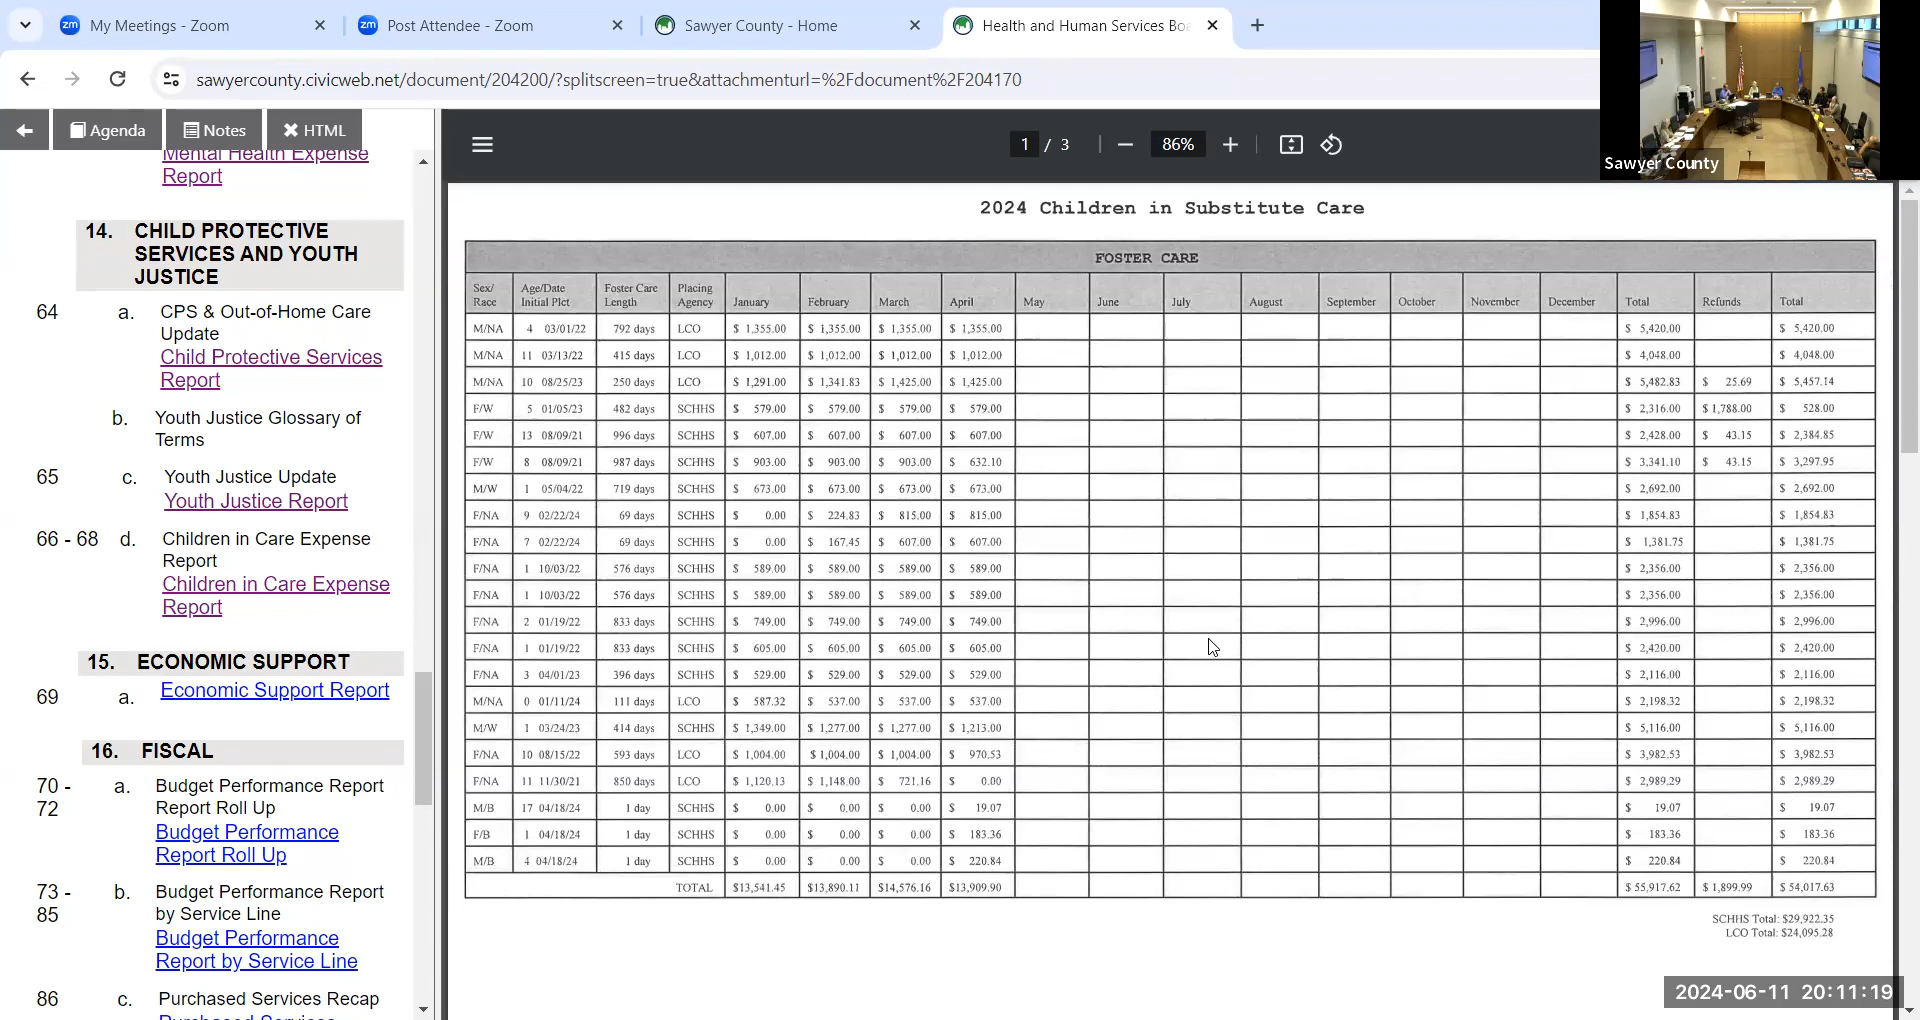 My Meetings - Zoom
Post Attendee - Zoom
Sawyer County - Home
Health and Human Services Boa
sawyercounty.civicweb.net/document/204200/?splitscreen=true&attachmenturl=%2Fdocument%2F204170
Agenda Notes HTML
1 / 3 86%
Sawyer County
Mental Health Expense
Report
14. CHILD PROTECTIVE
SERVICES AND YOUTH
JUSTICE
64 a. CPS & Out-of-Home Care
Update
Child Protective Services
Report
b. Youth Justice Glossary of
Terms
65 c. Youth Justice Update
Youth Justice Report
66 - 68 d. Children in Care Expense
Report
Children in Care Expense
Report
15. ECONOMIC SUPPORT
69 a. Economic Support Report
16. FISCAL
70 - 72 a. Budget Performance Report
Report Roll Up
Budget Performance
Report Roll Up
73 - 85 b. Budget Performance Report
by Service Line
Budget Performance
Report by Service Line
86 c. Purchased Services Recap
Purchased Services
2024 Children in Substitute Care
FOSTER CARE
Sex/Race Age/Date Initial Plct Foster Care Length Placing Agency January February March April May June July August September October November December Total Refunds Total
M/NA 4 03/01/22 792 days LCO $ 1,355.00 $ 1,355.00 $ 1,355.00 $ 1,355.00 $ 5,420.00 $ 5,420.00
M/NA 11 03/13/22 415 days LCO $ 1,012.00 $ 1,012.00 $ 1,012.00 $ 1,012.00 $ 4,048.00 $ 4,048.00
M/NA 10 08/25/23 250 days LCO $ 1,291.00 $ 1,341.83 $ 1,425.00 $ 1,425.00 $ 5,482.83 $ 25.69 $ 5,457.14
F/W 5 01/05/23 482 days SCHHS $ 579.00 $ 579.00 $ 579.00 $ 579.00 $ 2,316.00 $ 1,788.00 $ 528.00
F/W 13 08/09/21 996 days SCHHS $ 607.00 $ 607.00 $ 607.00 $ 607.00 $ 2,428.00 $ 43.15 $ 2,384.85
F/W 8 08/09/21 987 days SCHHS $ 903.00 $ 903.00 $ 903.00 $ 632.10 $ 3,341.10 $ 43.15 $ 3,297.95
M/W 1 05/04/22 719 days SCHHS $ 673.00 $ 673.00 $ 673.00 $ 673.00 $ 2,692.00 $ 2,692.00
F/NA 9 02/22/24 69 days SCHHS $ 0.00 $ 224.83 $ 815.00 $ 815.00 $ 1,854.83 $ 1,854.83
F/NA 7 02/22/24 69 days SCHHS $ 0.00 $ 167.45 $ 607.00 $ 607.00 $ 1,381.75 $ 1,381.75
F/NA 1 10/03/22 576 days SCHHS $ 589.00 $ 589.00 $ 589.00 $ 589.00 $ 2,356.00 $ 2,356.00
F/NA 1 10/03/22 576 days SCHHS $ 589.00 $ 589.00 $ 589.00 $ 589.00 $ 2,356.00 $ 2,356.00
F/NA 2 01/19/22 833 days SCHHS $ 749.00 $ 749.00 $ 749.00 $ 749.00 $ 2,996.00 $ 2,996.00
F/NA 1 01/19/22 833 days SCHHS $ 605.00 $ 605.00 $ 605.00 $ 605.00 $ 2,420.00 $ 2,420.00
F/NA 3 04/01/23 396 days SCHHS $ 529.00 $ 529.00 $ 529.00 $ 529.00 $ 2,116.00 $ 2,116.00
M/NA 0 01/11/24 111 days LCO $ 587.32 $ 537.00 $ 537.00 $ 537.00 $ 2,198.32 $ 2,198.32
M/W 1 03/24/23 414 days SCHHS $ 1,349.00 $ 1,277.00 $ 1,277.00 $ 1,213.00 $ 5,116.00 $ 5,116.00
F/NA 10 08/15/22 593 days LCO $ 1,004.00 $ 1,004.00 $ 1,004.00 $ 970.53 $ 3,982.53 $ 3,982.53
F/NA 11 11/30/21 850 days LCO $ 1,120.13 $ 1,148.00 $ 721.16 $ 0.00 $ 2,989.29 $ 2,989.29
M/B 17 04/18/24 1 day SCHHS $ 0.00 $ 0.00 $ 0.00 $ 19.07 $ 19.07 $ 19.07
F/B 1 04/18/24 1 day SCHHS $ 0.00 $ 0.00 $ 0.00 $ 183.36 $ 183.36 $ 183.36
M/B 4 04/18/24 1 day SCHHS $ 0.00 $ 0.00 $ 0.00 $ 220.84 $ 220.84 $ 220.84
TOTAL $13,541.45 $13,890.11 $14,576.16 $13,909.90 $ 55,917.62 $ 1,899.99 $ 54,017.63
SCHHS Total: $29,922.35
LCO Total: $24,095.28
2024-06-11 20:11:19